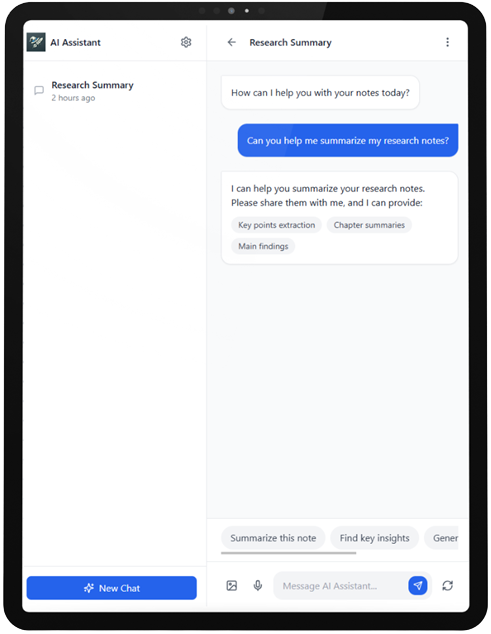 AI Assistant
Research Summary
2 hours ago
New Chat
Research Summary
How can I help you with your notes today?
Can you help me summarize my research notes?
I can help you summarize your research notes.
Please share them with me, and I can provide:
Key points extraction
Chapter summaries
Main findings
Summarize this note
Find key insights
Gener
Message AI Assistant...